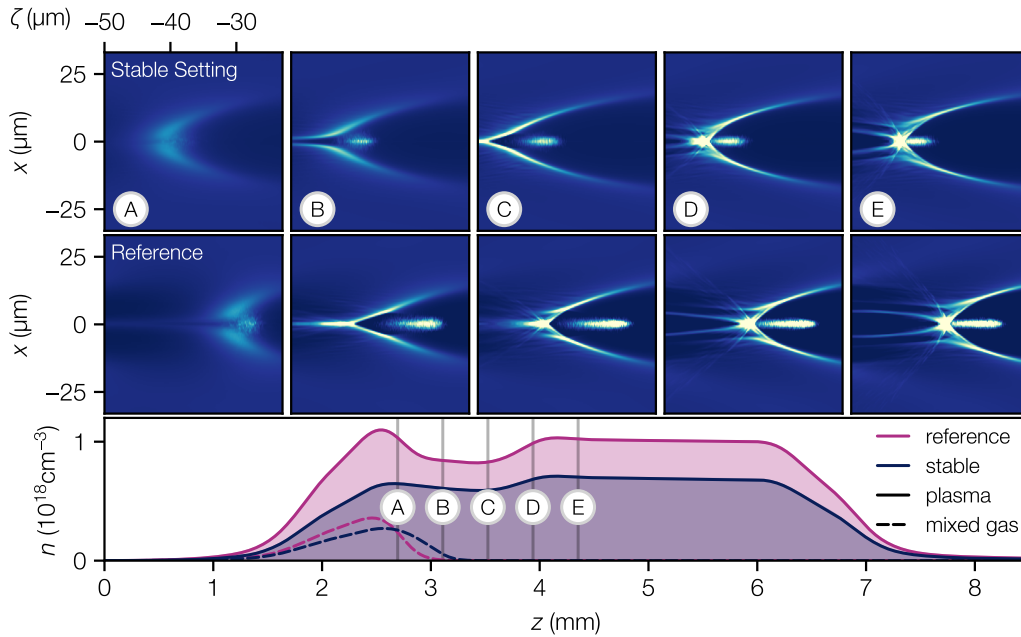 ζ (μm) −50 −40 −30
25
0
−25
x (μm)
Stable Setting
A B C D E
25
0
−25
x (μm)
Reference
1
0
n (10¹⁸cm⁻³)
A B C D E
reference
stable
plasma
mixed gas
0 1 2 3 4 5 6 7 8
z (mm)